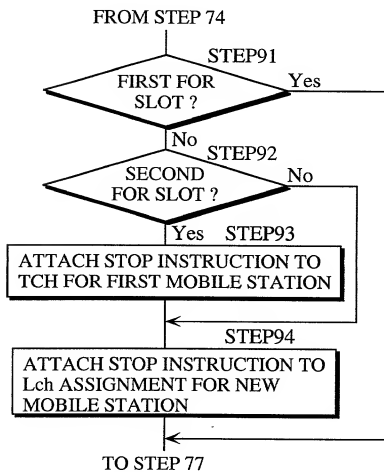 FROM STEP 74
STEP91
FIRST FOR
SLOT ?
Yes
No
STEP92
SECOND
FOR SLOT ?
No
Yes
STEP93
ATTACH STOP INSTRUCTION TO
TCH FOR FIRST MOBILE STATION
STEP94
ATTACH STOP INSTRUCTION TO
Lch ASSIGNMENT FOR NEW
MOBILE STATION
TO STEP 77